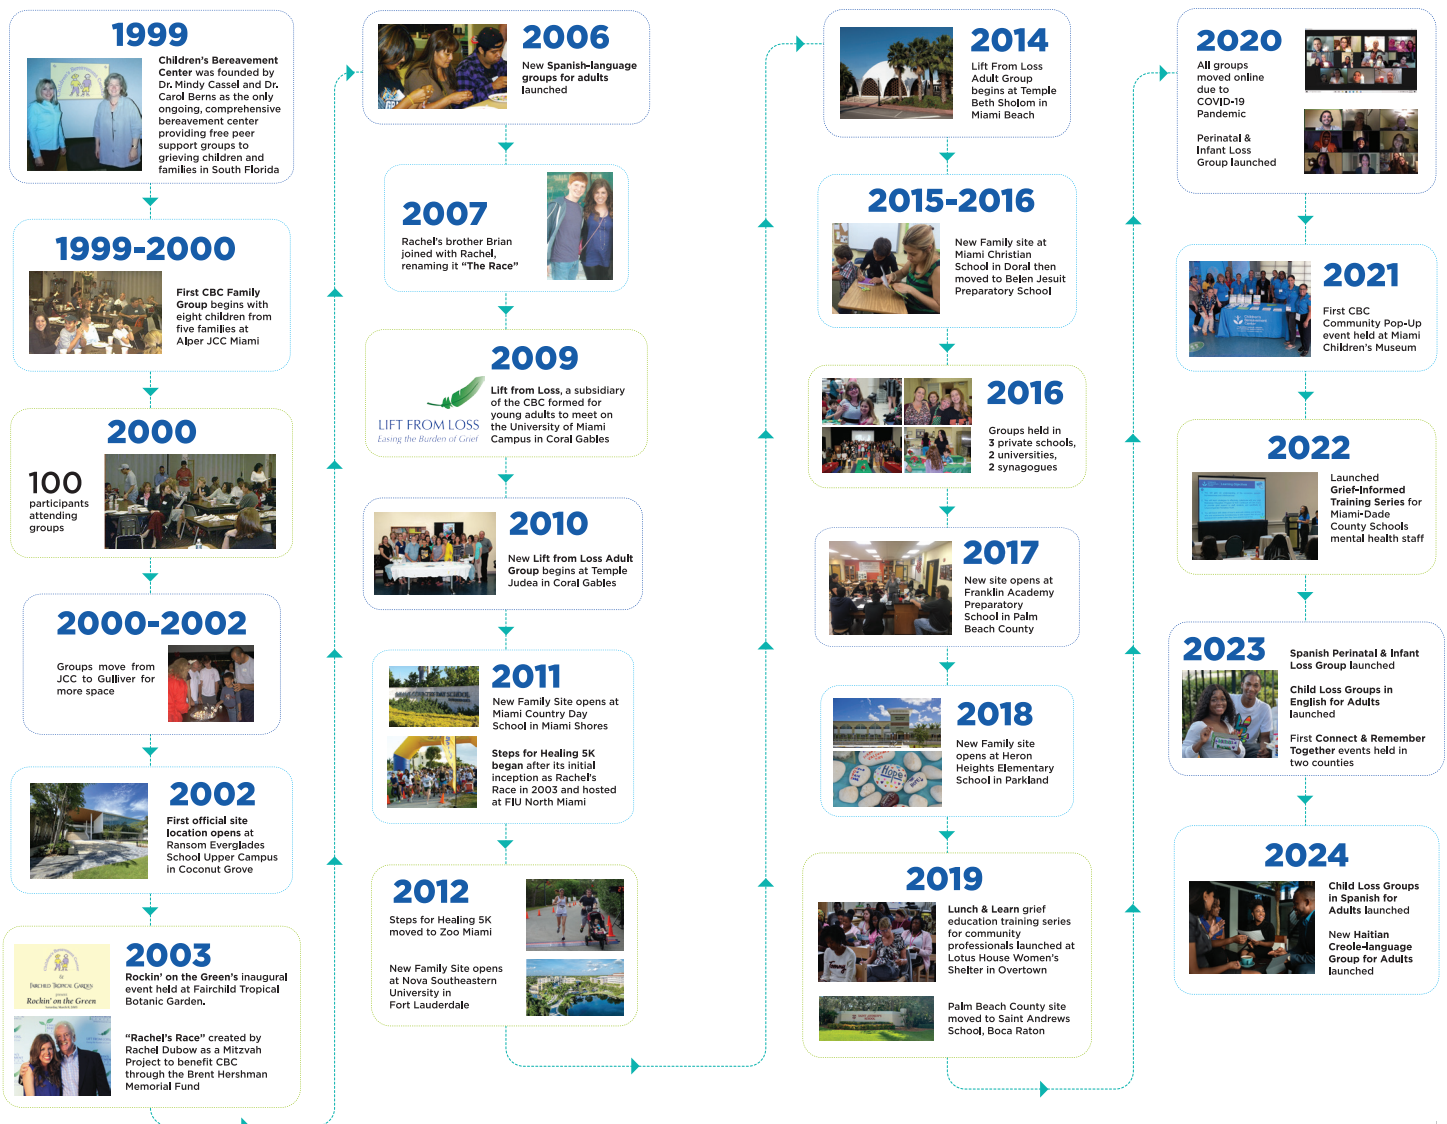 1999
Children's Bereavement
Center was founded by
Dr. Mindy Cassel and Dr.
Carol Berns as the only
ongoing, comprehensive
bereavement center
providing free peer
support groups to
grieving children and
families in South Florida
1999-2000
First CBC Family
Group begins with
eight children from
five families at
Alper JCC Miami
2000
100
participants
attending
groups
2000-2002
Groups move from
JCC to Gulliver for
more space
2002
First official site
location opens at
Ransom Everglades
School Upper Campus
in Coconut Grove
2003
Rockin' on the Green's inaugural
event held at Fairchild Tropical
Botanic Garden.
FAIRCHILD TROPICAL GARDEN
Rockin' on the Green
"Rachel's Race" created by
Rachel Dubow as a Mitzvah
Project to benefit CBC
through the Brent Hershman
Memorial Fund
2006
New Spanish-language
groups for adults
launched
2007
Rachel's brother Brian
joined with Rachel,
renaming it "The Race"
2009
Lift from Loss, a subsidiary
of the CBC formed for
young adults to meet on
the University of Miami
Campus in Coral Gables
LIFT FROM LOSS
Easing the Burden of Grief
2010
New Lift from Loss Adult
Group begins at Temple
Judea in Coral Gables
2011
New Family Site opens at
Miami Country Day
School in Miami Shores
Steps for Healing 5K
began after its initial
inception as Rachel's
Race in 2003 and hosted
at FIU North Miami
2012
Steps for Healing 5K
moved to Zoo Miami
New Family Site opens
at Nova Southeastern
University in
Fort Lauderdale
2014
Lift From Loss
Adult Group
begins at Temple
Beth Sholom in
Miami Beach
2015-2016
New Family site at
Miami Christian
School in Doral then
moved to Belen Jesuit
Preparatory School
2016
Groups held in
3 private schools,
2 universities,
2 synagogues
2017
New site opens at
Franklin Academy
Preparatory
School in Palm
Beach County
2018
New Family site
opens at Heron
Heights Elementary
School in Parkland
Hope
2019
Lunch & Learn grief
education training series
for community
professionals launched at
Lotus House Women's
Shelter in Overtown
Palm Beach County site
moved to Saint Andrews
School, Boca Raton
2020
All groups
moved online
due to
COVID-19
Pandemic
Perinatal &
Infant Loss
Group launched
2021
First CBC
Community Pop-Up
event held at Miami
Children's Museum
2022
Launched
Grief-Informed
Training Series for
Miami-Dade
County Schools
mental health staff
2023
Spanish Perinatal & Infant
Loss Group launched
Child Loss Groups in
English for Adults
launched
First Connect & Remember
Together events held in
two counties
2024
Child Loss Groups
in Spanish for
Adults launched
New Haitian
Creole-language
Group for Adults
launched